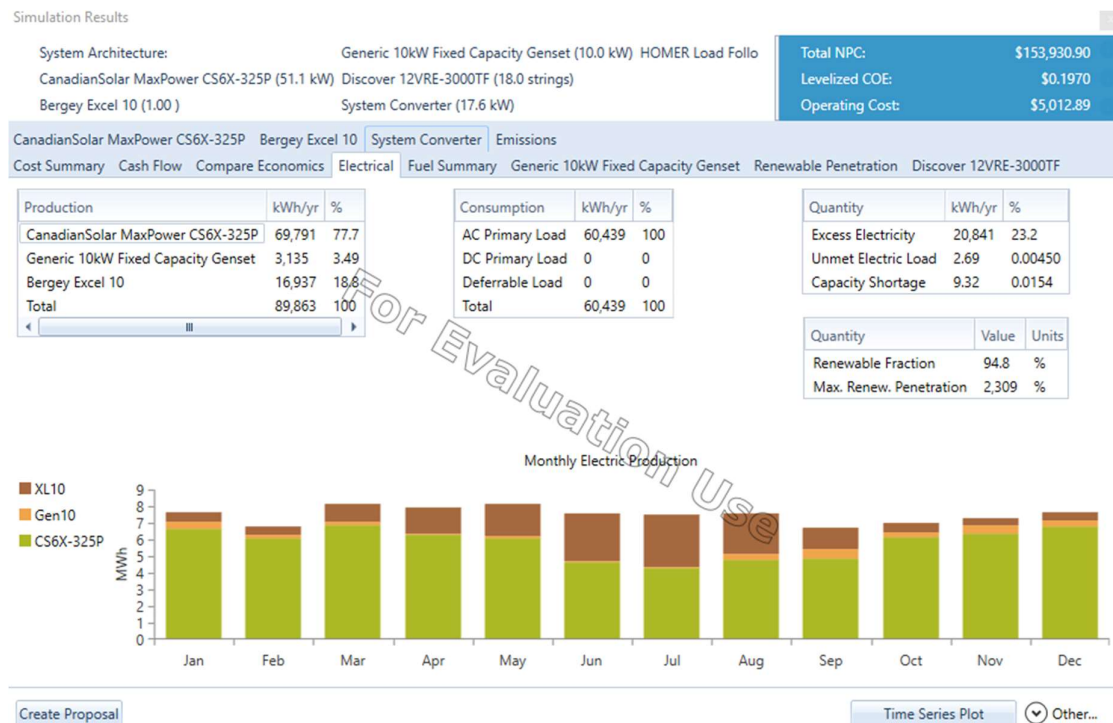 Simulation Results
System Architecture:
CanadianSolar MaxPower CS6X-325P (51.1 kW)
Bergey Excel 10 (1.00 )
Generic 10kW Fixed Capacity Genset (10.0 kW)
Discover 12VRE-3000TF (18.0 strings)
System Converter (17.6 kW)
HOMER Load Follo
Total NPC: $153,930.90
Levelized COE: $0.1970
Operating Cost: $5,012.89
CanadianSolar MaxPower CS6X-325P Bergey Excel 10 System Converter Emissions
Cost Summary Cash Flow Compare Economics Electrical Fuel Summary Generic 10kW Fixed Capacity Genset Renewable Penetration Discover 12VRE-3000TF
Production kWh/yr %
CanadianSolar MaxPower CS6X-325P 69,791 77.7
Generic 10kW Fixed Capacity Genset 3,135 3.49
Bergey Excel 10 16,937 18.8
Total 89,863 100
Consumption kWh/yr %
AC Primary Load 60,439 100
DC Primary Load 0 0
Deferrable Load 0 0
Total 60,439 100
Quantity kWh/yr %
Excess Electricity 20,841 23.2
Unmet Electric Load 2.69 0.00450
Capacity Shortage 9.32 0.0154
Quantity Value Units
Renewable Fraction 94.8 %
Max. Renew. Penetration 2,309 %
For Evaluation Use
Monthly Electric Production
XL10
Gen10
CS6X-325P
MWh
9
8
7
6
5
4
3
2
1
0
Jan Feb Mar Apr May Jun Jul Aug Sep Oct Nov Dec
Create Proposal
Time Series Plot
Other...